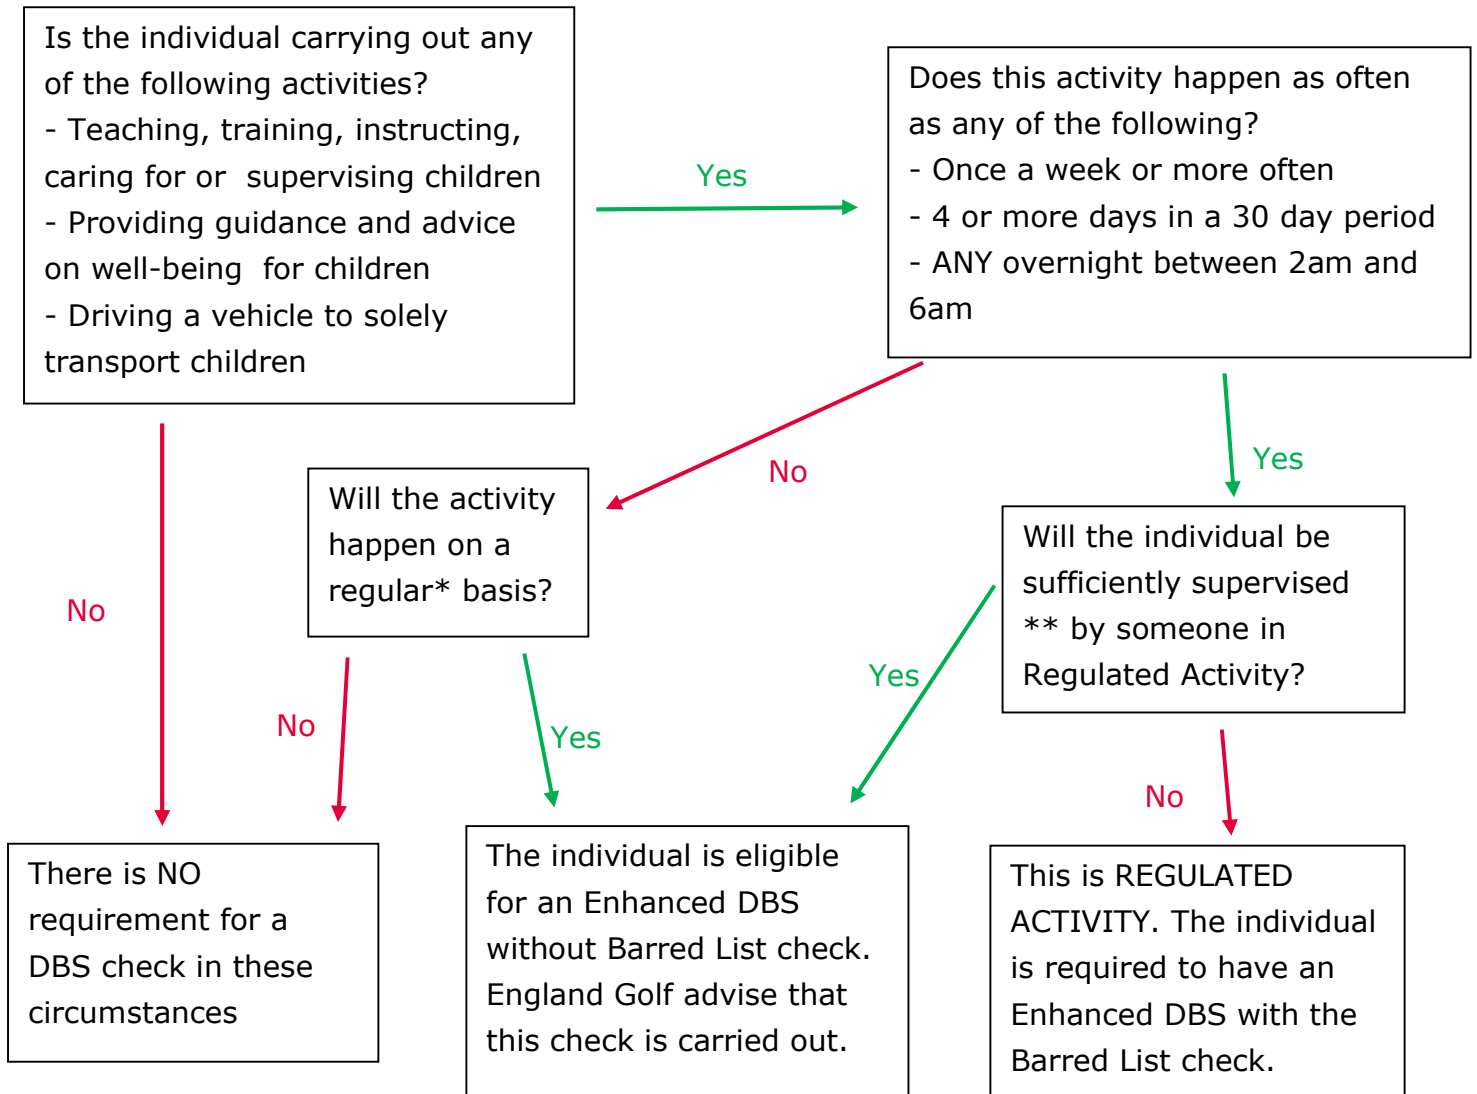 Is the individual carrying out any
of the following activities?
- Teaching, training, instructing,
caring for or  supervising children
- Providing guidance and advice
on well-being  for children
- Driving a vehicle to solely
transport children
Yes
Does this activity happen as often
as any of the following?
- Once a week or more often
- 4 or more days in a 30 day period
- ANY overnight between 2am and
6am
No
Yes
No
Will the activity
happen on a
regular* basis?
Will the individual be
sufficiently supervised
** by someone in
Regulated Activity?
No
Yes
Yes
No
There is NO
requirement for a
DBS check in these
circumstances
The individual is eligible
for an Enhanced DBS
without Barred List check.
England Golf advise that
this check is carried out.
This is REGULATED
ACTIVITY. The individual
is required to have an
Enhanced DBS with the
Barred List check.